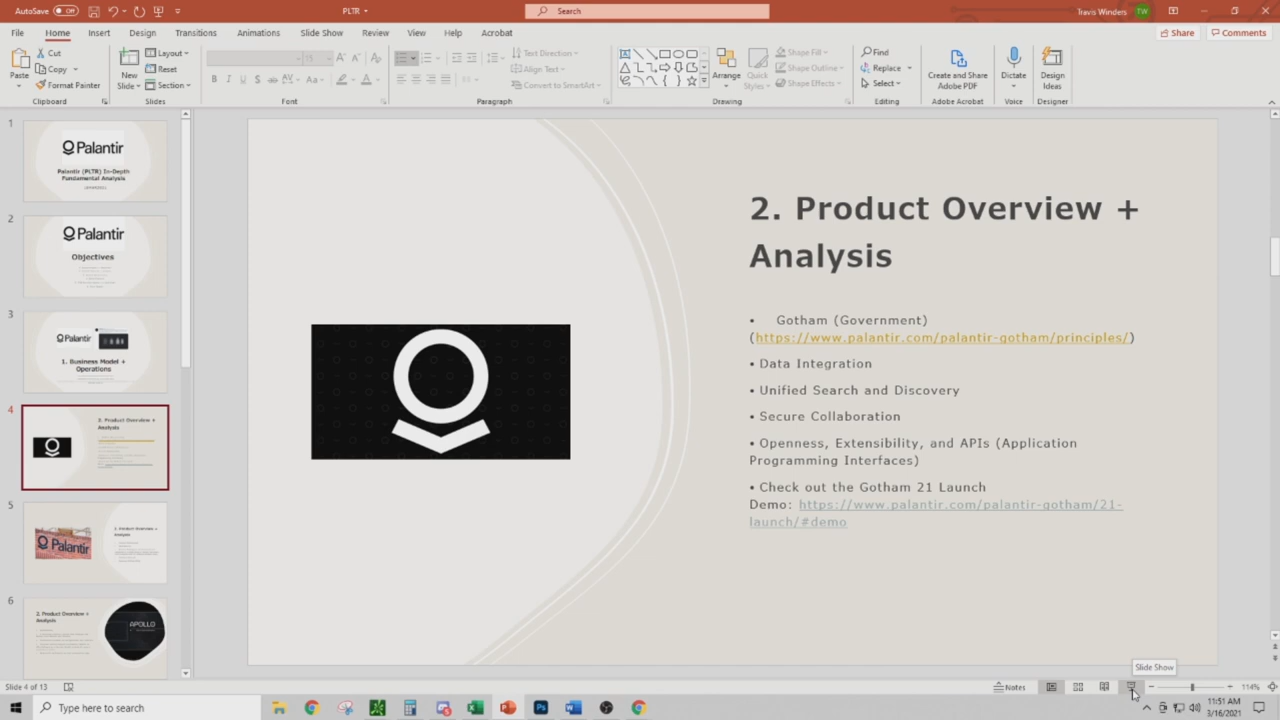 AutoSave Off
PLTR
Search
Travis Winders TW
File Home Insert Design Transitions Animations Slide Show Review View Help Acrobat
Share Comments
Paste
Cut
Copy
Format Painter
Clipboard
New
Slide
Layout
Reset
Section
Slides
Font
Text Direction
Align Text
Convert to SmartArt
Paragraph
Arrange
Quick
Styles
Shape Fill
Shape Outline
Shape Effects
Drawing
Find
Replace
Select
Editing
Create and Share
Adobe PDF
Adobe Acrobat
Dictate
Voice
Design
Ideas
Designer
1
Palantir
Palantir (PLTR) In-Depth
Fundamental Analysis
2
Palantir
Objectives
3
Palantir
1. Business Model +
Operations
4
2. Product Overview +
Analysis
5
Palantir
2. Product Overview +
Analysis
6
2. Product Overview +
Analysis
APOLLO
2. Product Overview +
Analysis
• Gotham (Government)
(https://www.palantir.com/palantir-gotham/principles/)
• Data Integration
• Unified Search and Discovery
• Secure Collaboration
• Openness, Extensibility, and APIs (Application
Programming Interfaces)
• Check out the Gotham 21 Launch
Demo: https://www.palantir.com/palantir-gotham/21-
launch/#demo
Slide Show
Slide 4 of 13
Notes
114%
Type here to search
11:51 AM
3/16/2021